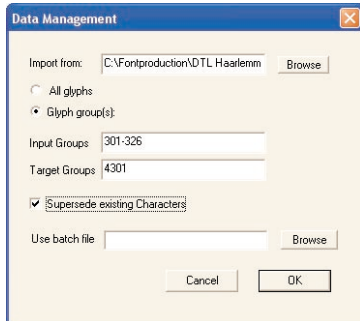 Data Management
Import from: C:\Fontproduction\DTL Haarlemm Browse
All glyphs
Glyph group(s):
Input Groups 301-326
Target Groups 4301
Supersede existing Characters
Use batch file Browse
Cancel OK